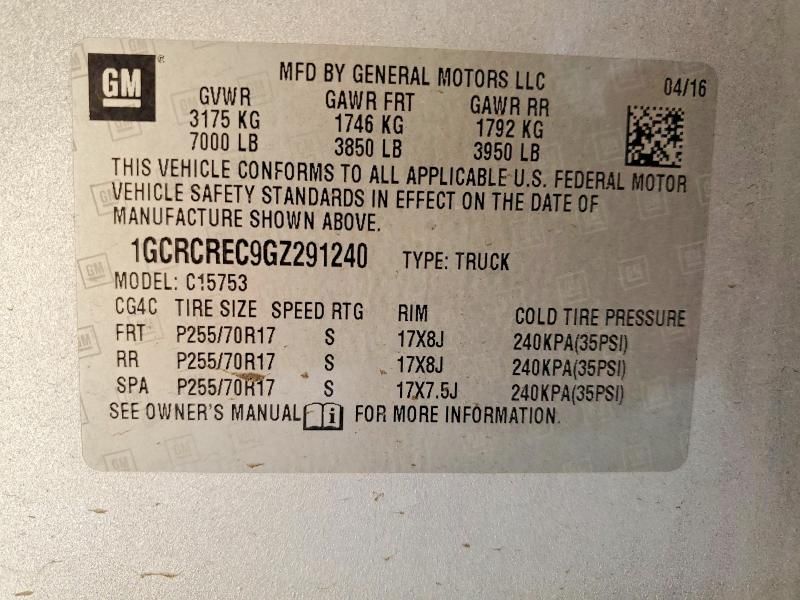 GM
MFD BY GENERAL MOTORS LLC
04/16
GVWR GAWR FRT GAWR RR
3175 KG 1746 KG 1792 KG
7000 LB 3850 LB 3950 LB
THIS VEHICLE CONFORMS TO ALL APPLICABLE U.S. FEDERAL MOTOR
VEHICLE SAFETY STANDARDS IN EFFECT ON THE DATE OF
MANUFACTURE SHOWN ABOVE.
1GCRCREC9GZ291240 TYPE: TRUCK
MODEL: C15753
CG4C TIRE SIZE SPEED RTG RIM COLD TIRE PRESSURE
FRT P255/70R17 S 17X8J 240KPA(35PSI)
RR P255/70R17 S 17X8J 240KPA(35PSI)
SPA P255/70R17 S 17X7.5J 240KPA(35PSI)
SEE OWNER'S MANUAL i FOR MORE INFORMATION.